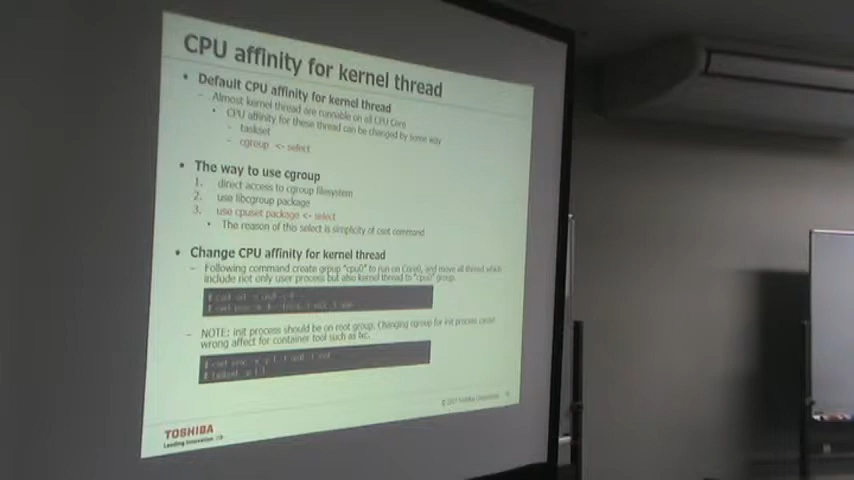 CPU affinity for kernel thread
• Default CPU affinity for kernel thread
– Almost kernel thread are runnable on all CPU Core
• CPU affinity for these thread can be changed by some way
– taskset
– cgroup <- select
• The way to use cgroup
1. direct access to cgroup filesystem
2. use libcgroup package
3. use cpuset package <- select
• The reason of this select is simplicity of cset command
• Change CPU affinity for kernel thread
– Following command create grpup "cpu0" to run on Core0, and move all thread which
include not only user process but also kernel thread to "cpu0" group.
– NOTE: init process should be on root group. Changing cgroup for init process cause
wrong affect for container tool such as lxc.
TOSHIBA
Leading Innovation >>>